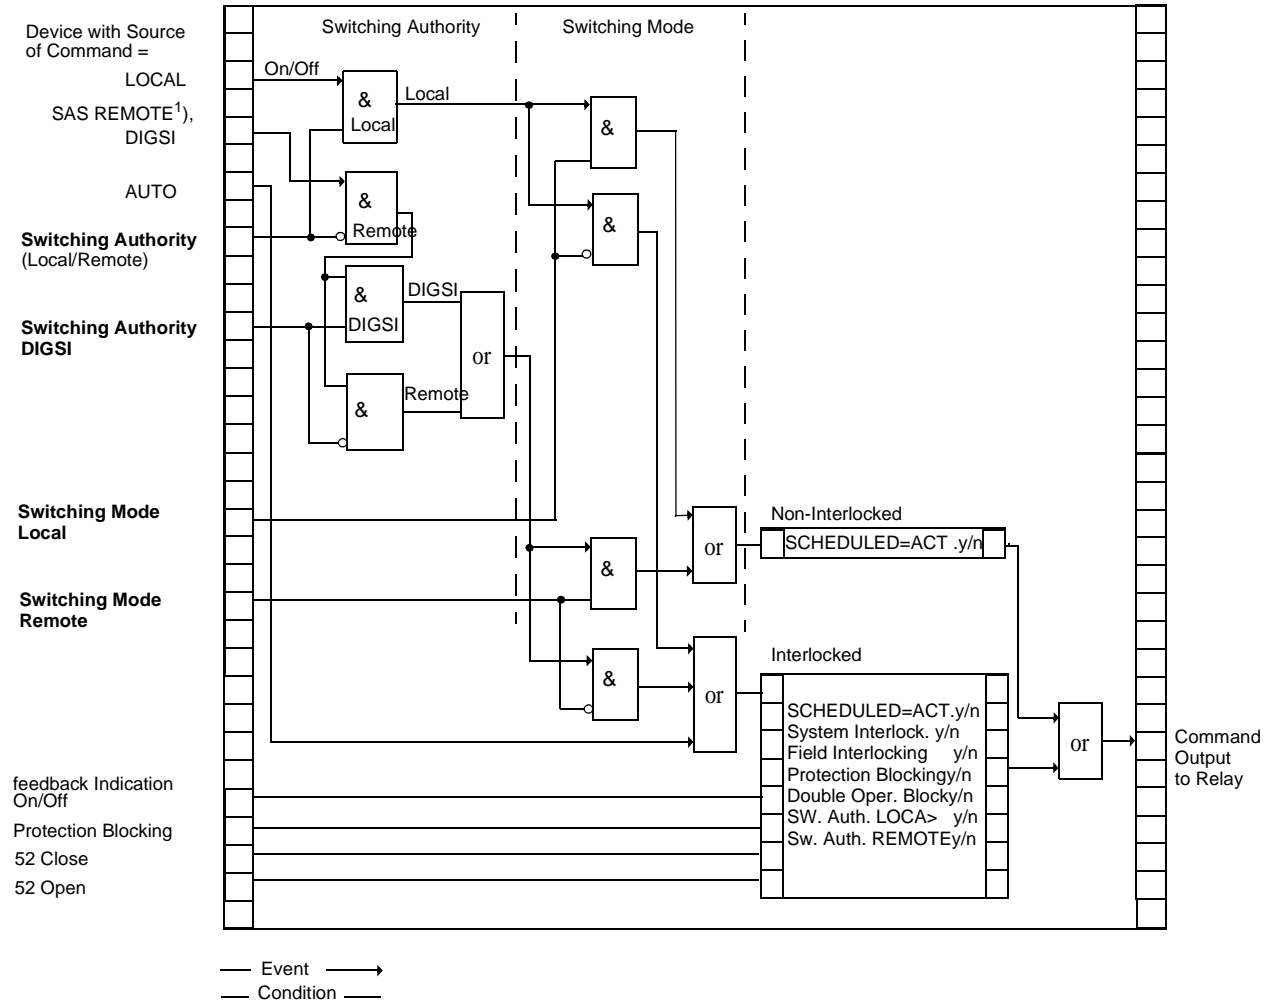 Switching Authority
Switching Mode
Device with Source
of Command =
LOCAL
On/Off
SAS REMOTE1),
DIGSI
AUTO
Switching Authority
(Local/Remote)
Switching Authority
DIGSI
&
Local
Local
&
Remote
&
DIGSI
DIGSI
&
Remote
or
&
&
Switching Mode
Local
Switching Mode
Remote
&
&
or
or
Non-Interlocked
SCHEDULED=ACT .y/n
Interlocked
SCHEDULED=ACT.y/n
System Interlock. y/n
Field Interlocking y/n
Protection Blockingy/n
Double Oper. Blocky/n
SW. Auth. LOCA> y/n
Sw. Auth. REMOTEy/n
or
Command
Output
to Relay
feedback Indication
On/Off
Protection Blocking
52 Close
52 Open
Event
Condition